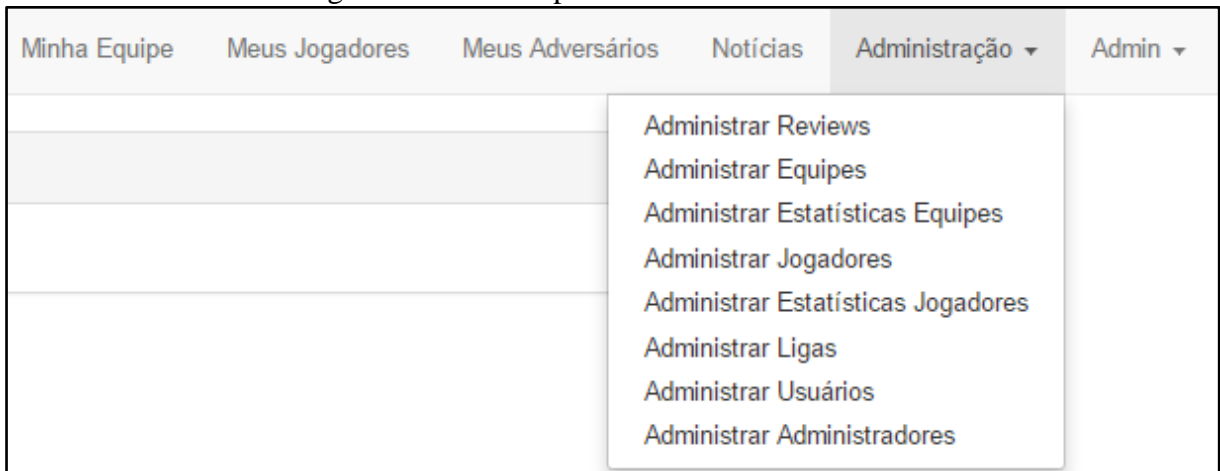 Minha Equipe Meus Jogadores Meus Adversários Notícias Administração Admin
Administrar Reviews
Administrar Equipes
Administrar Estatísticas Equipes
Administrar Jogadores
Administrar Estatísticas Jogadores
Administrar Ligas
Administrar Usuários
Administrar Administradores